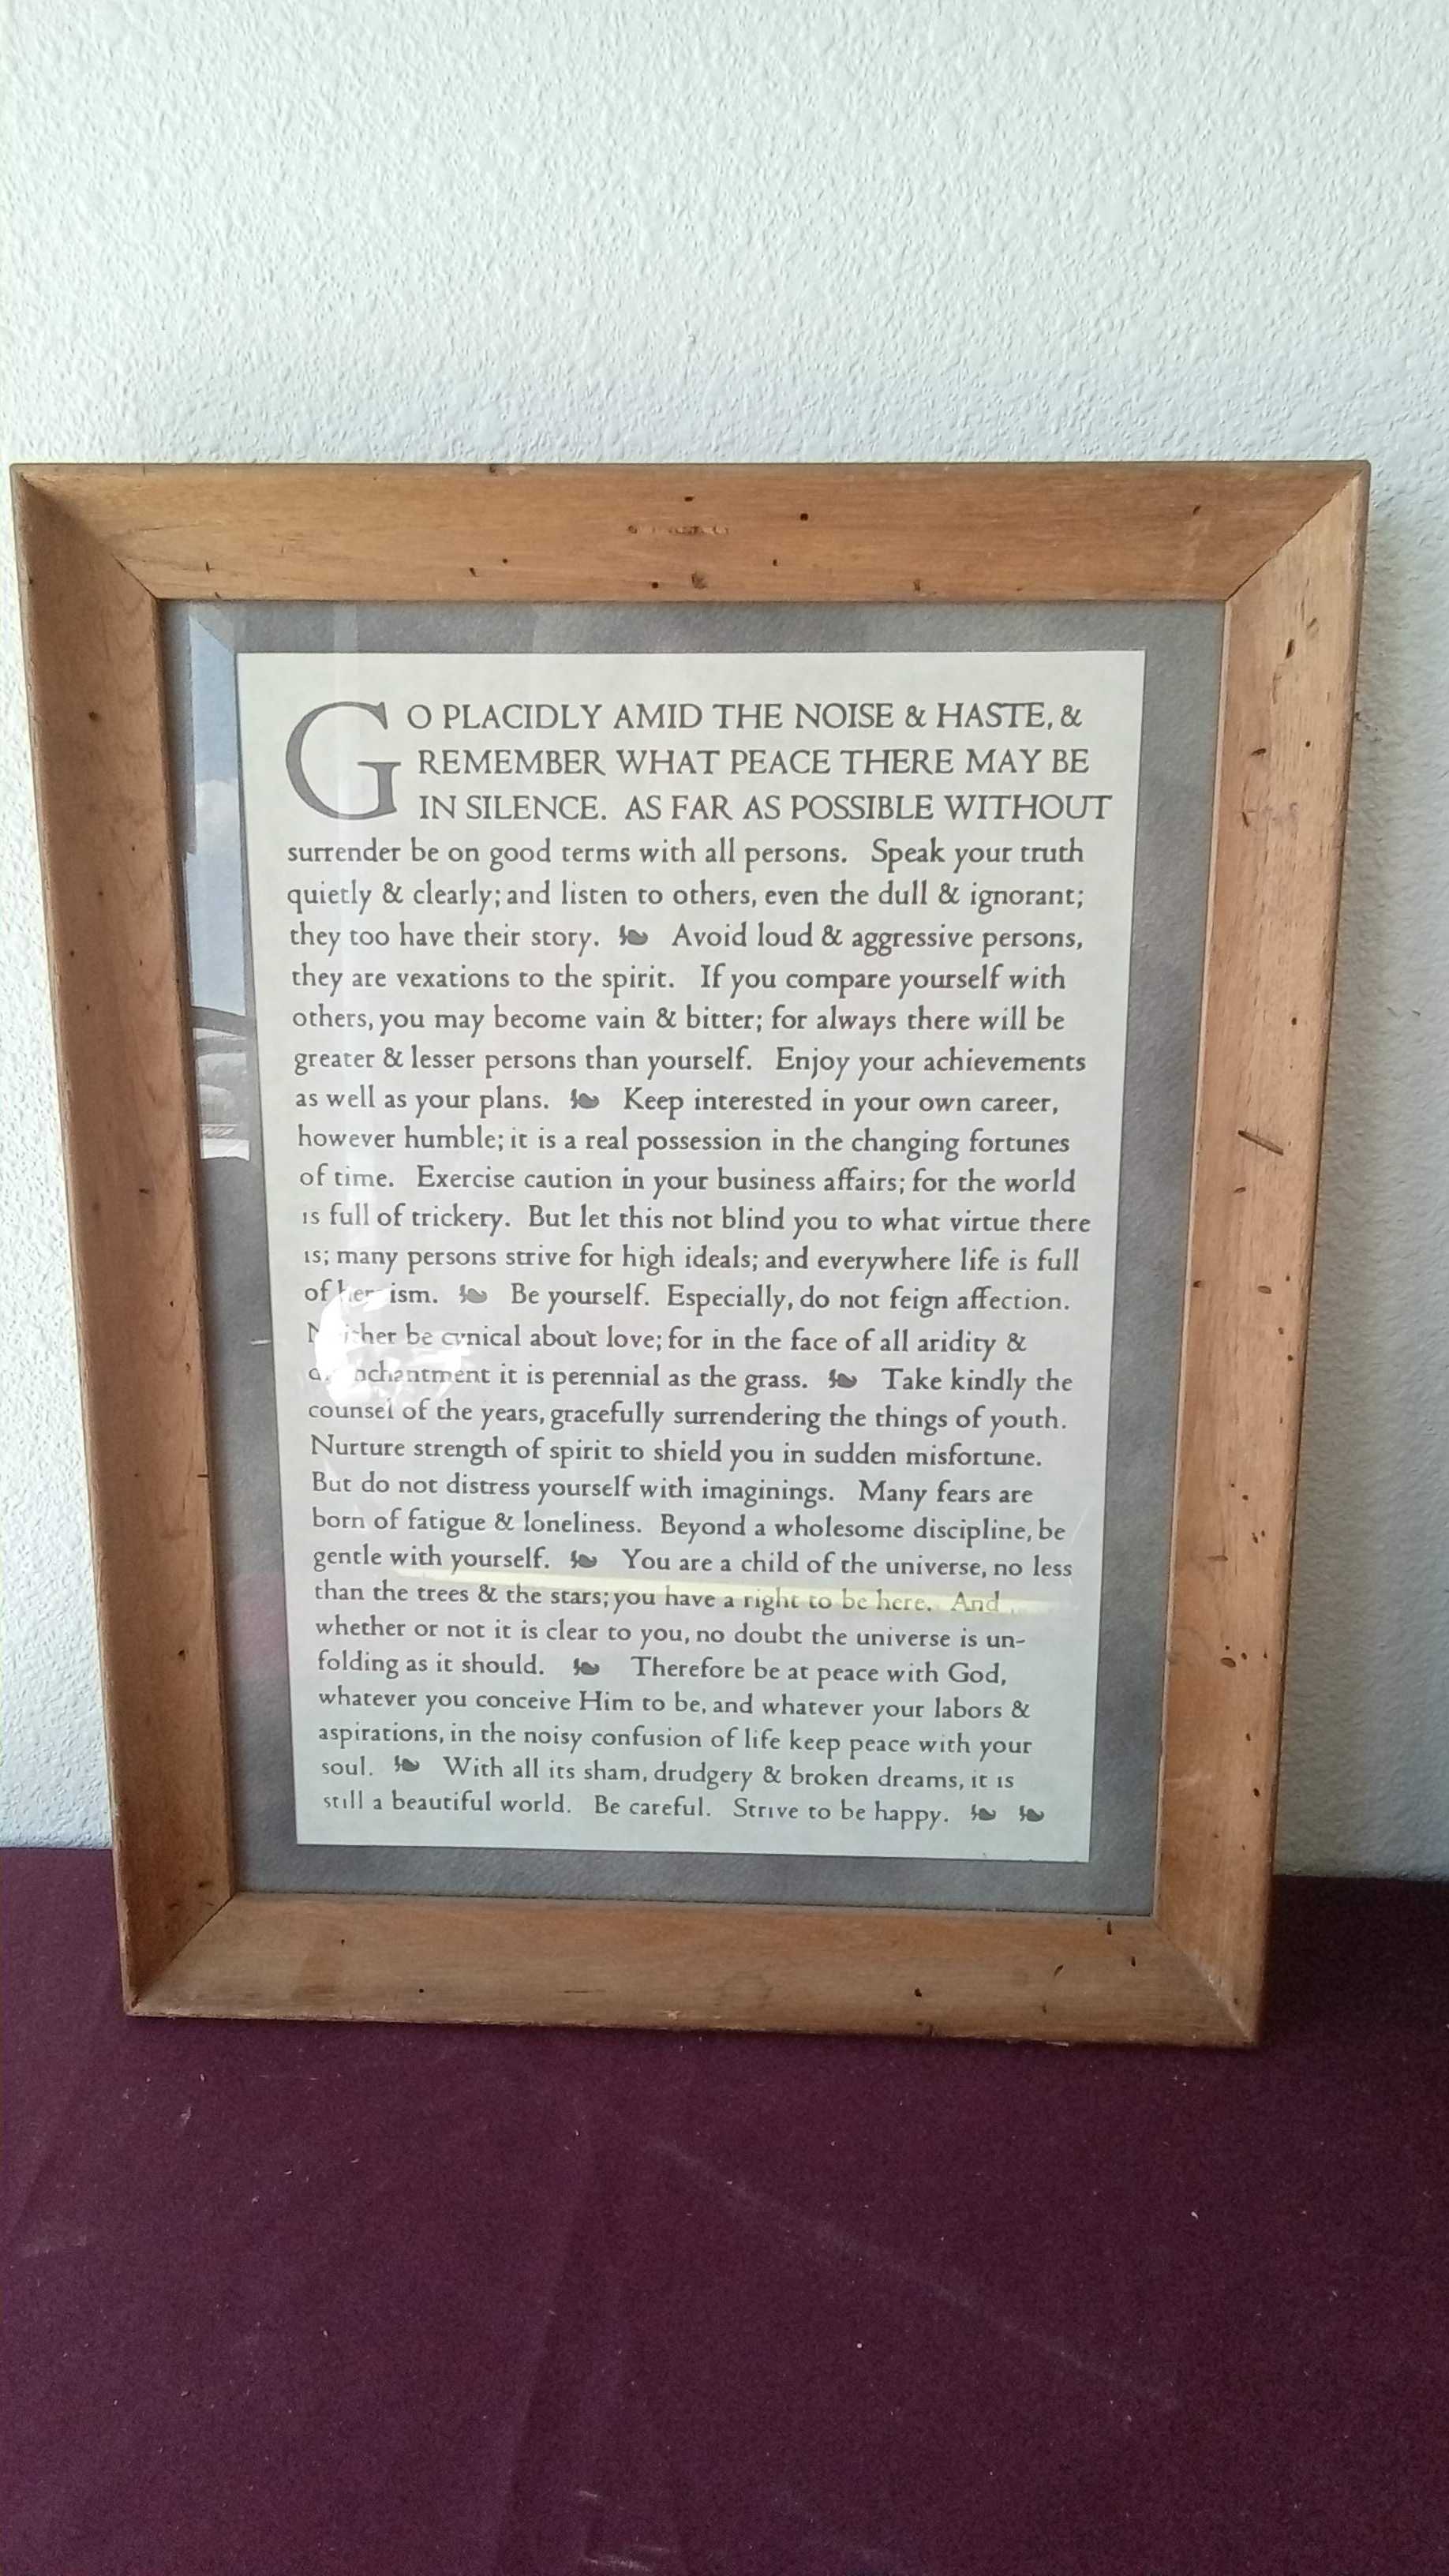 GO PLACIDLY AMID THE NOISE & HASTE, &
REMEMBER WHAT PEACE THERE MAY BE
IN SILENCE. AS FAR AS POSSIBLE WITHOUT
surrender be on good terms with all persons. Speak your truth
quietly & clearly; and listen to others, even the dull & ignorant;
they too have their story. Avoid loud & aggressive persons,
they are vexations to the spirit. If you compare yourself with
others, you may become vain & bitter; for always there will be
greater & lesser persons than yourself. Enjoy your achievements
as well as your plans. Keep interested in your own career,
however humble; it is a real possession in the changing fortunes
of time. Exercise caution in your business affairs; for the world
is full of trickery. But let this not blind you to what virtue there
is; many persons strive for high ideals; and everywhere life is full
of heroism. Be yourself. Especially, do not feign affection.
Neither be cynical about love; for in the face of all aridity &
it is perennial as the grass. Take kindly the
counsel of the years, gracefully surrendering the things of youth.
Nurture strength of spirit to shield you in sudden misfortune.
But do not distress yourself with imaginings. Many fears are
born of fatigue & loneliness. Beyond a wholesome discipline, be
gentle with yourself. You are a child of the universe, no less
than the trees & the stars; you have a right to be here. And
whether or not it is clear to you, no doubt the universe is un-
folding as it should. Therefore be at peace with God,
whatever you conceive Him to be, and whatever your labors &
aspirations, in the noisy confusion of life keep peace with your
soul. With all its sham, drudgery & broken dreams, it is
still a beautiful world. Be careful. Strive to be happy.